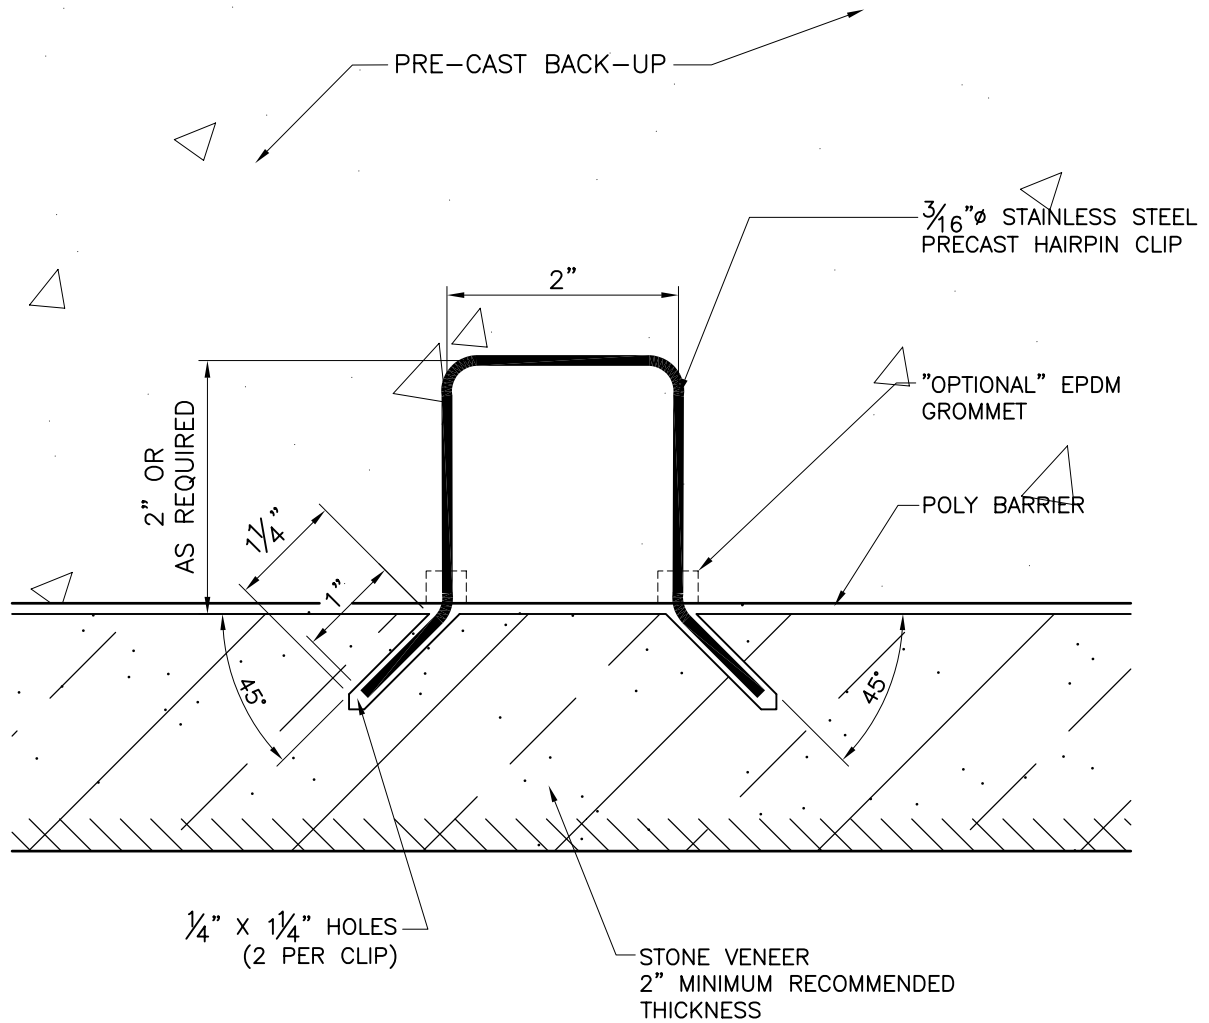 PRE-CAST BACK-UP
3/16"ø STAINLESS STEEL
PRECAST HAIRPIN CLIP
2"
"OPTIONAL" EPDM
GROMMET
2" OR
AS REQUIRED
POLY BARRIER
1 1/4"
1"
45°
45°
1/4" X 1 1/4" HOLES
(2 PER CLIP)
STONE VENEER
2" MINIMUM RECOMMENDED
THICKNESS